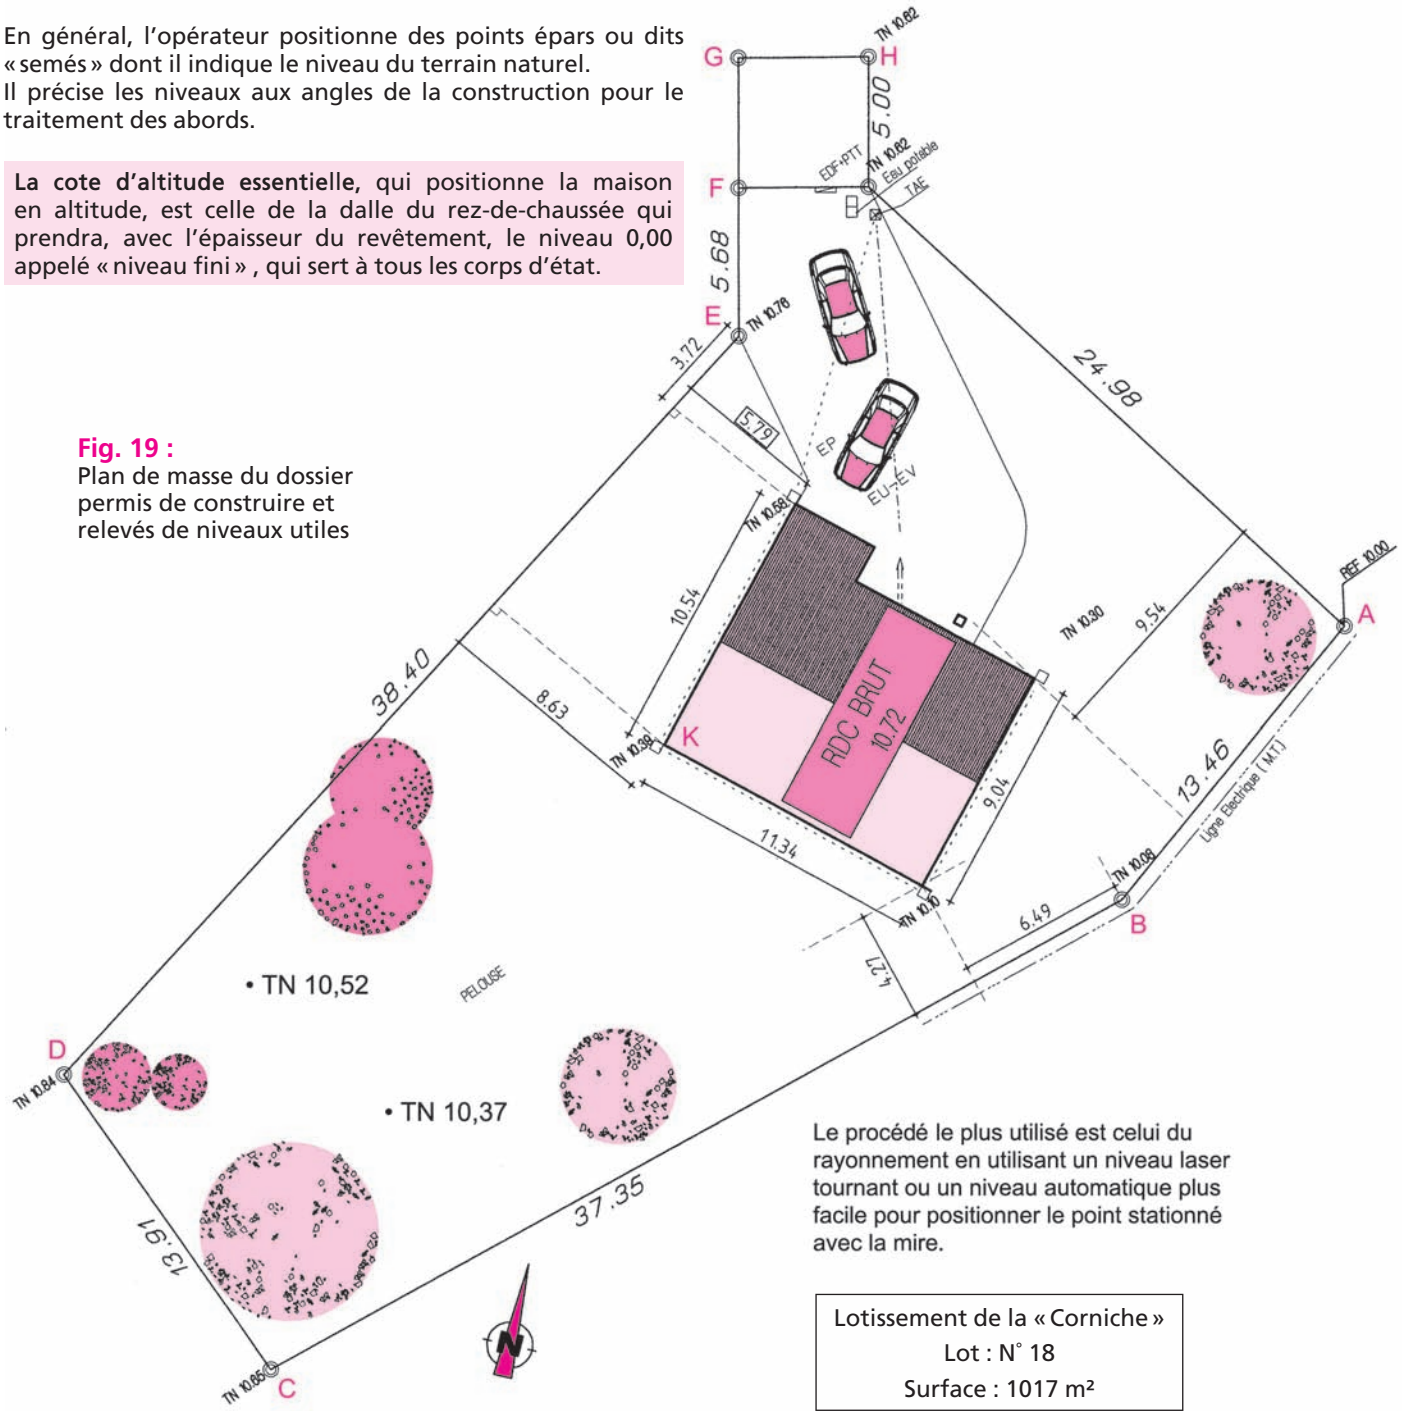 En général, l'opérateur positionne des points épars ou dits
« semés » dont il indique le niveau du terrain naturel.
Il précise les niveaux aux angles de la construction pour le
traitement des abords.
La cote d'altitude essentielle, qui positionne la maison
en altitude, est celle de la dalle du rez-de-chaussée qui
prendra, avec l'épaisseur du revêtement, le niveau 0,00
appelé « niveau fini » , qui sert à tous les corps d'état.
TN 10.62
G
H
5.00
EDF+PTT
TN 10.62
Eau potable
TAE
F
5.68
E
TN 10.76
3.72
24.98
5.79
Fig. 19 :
Plan de masse du dossier
permis de construire et
relevés de niveaux utiles
EP
EU-EV
TN 10.58
REF 10.00
A
10.54
TN 10.30
9.54
38.40
8.63
K
TN 10.39
RDC BRUT
10.72
9.04
13.46
Ligne Electrique ( M.T.)
11.34
TN 10.08
TN 10.10
6.49
B
4.27
• TN 10,52
PELOUSE
D
TN 10.84
• TN 10,37
37.35
13.91
N
TN 10.65
C
Le procédé le plus utilisé est celui du
rayonnement en utilisant un niveau laser
tournant ou un niveau automatique plus
facile pour positionner le point stationné
avec la mire.
Lotissement de la « Corniche »
Lot : N° 18
Surface : 1017 m²